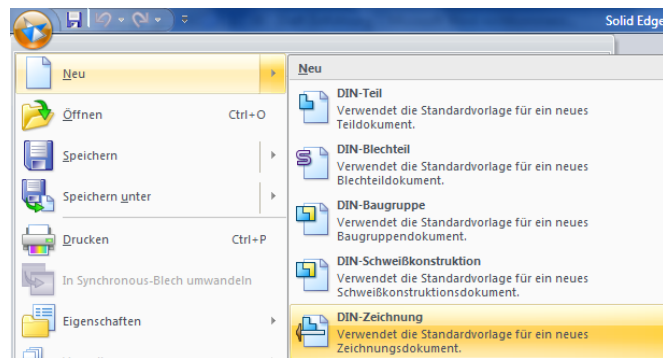 Solid Edge
Neu
Öffnen Ctrl+O
Speichern
Speichern unter
Drucken Ctrl+P
In Synchronous-Blech umwandeln
Eigenschaften
Neu
DIN-Teil
Verwendet die Standardvorlage für ein neues
Teildokument.
DIN-Blechteil
Verwendet die Standardvorlage für ein neues
Blechteildokument.
DIN-Baugruppe
Verwendet die Standardvorlage für ein neues
Baugruppendokument.
DIN-Schweißkonstruktion
Verwendet die Standardvorlage für ein neues
Schweißkonstruktionsdokument.
DIN-Zeichnung
Verwendet die Standardvorlage für ein neues
Zeichnungsdokument.